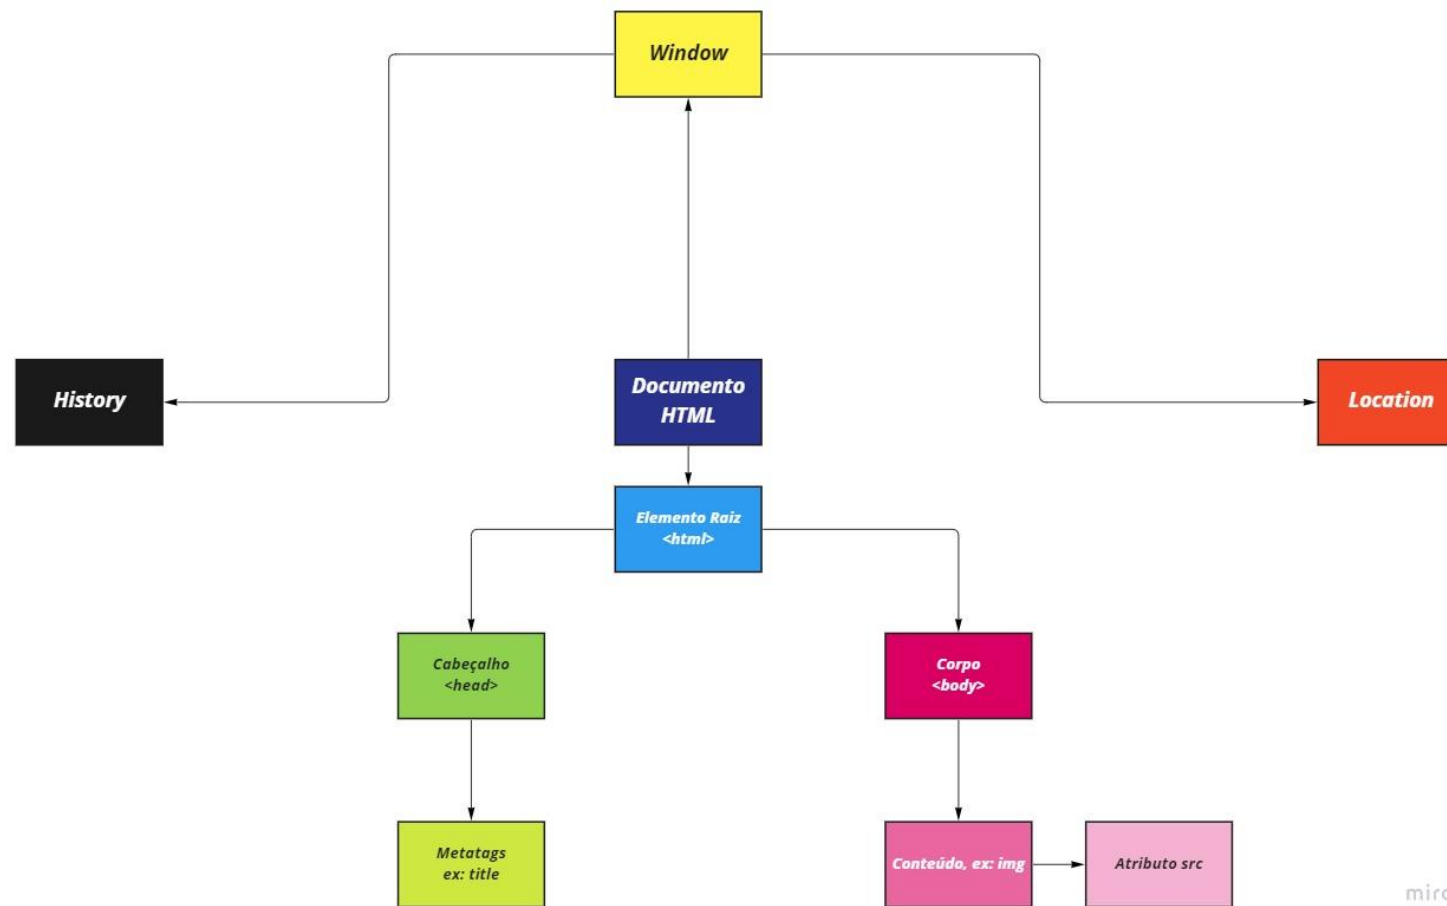 Window
History
Documento
HTML
Location
Elemento Raiz
<html>
Cabeçalho
<head>
Corpo
<body>
Metatags
ex: title
Conteúdo, ex: img
Atributo src